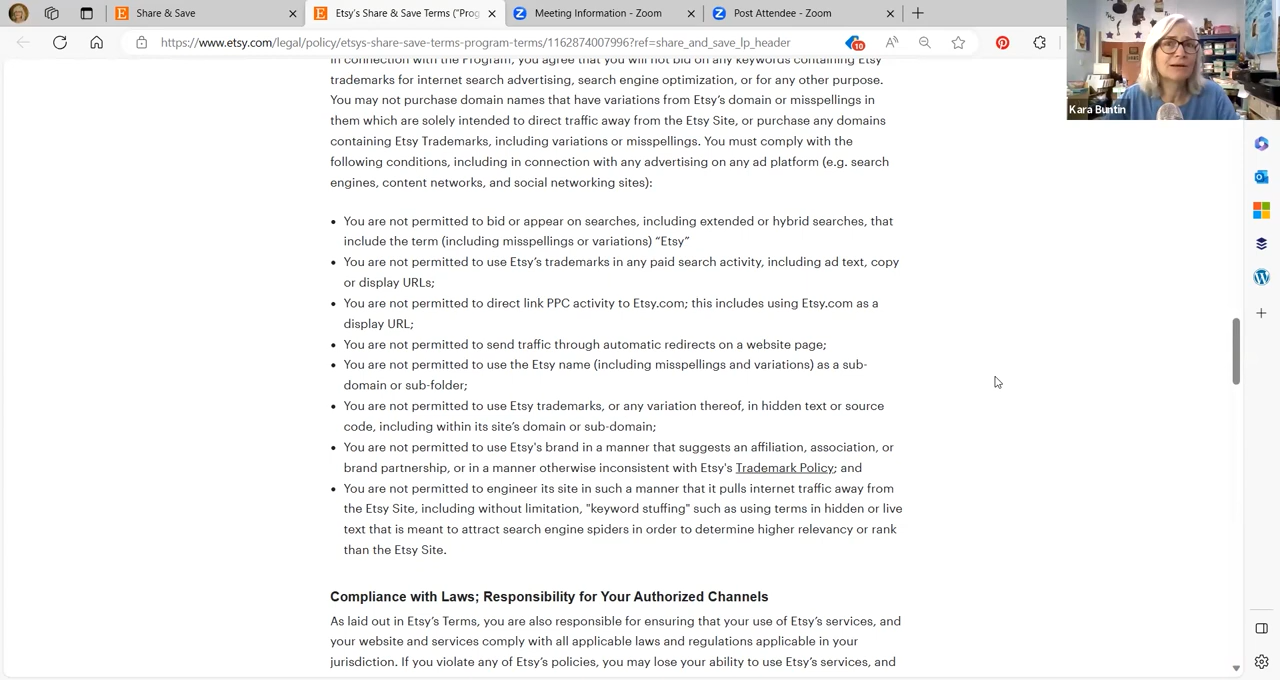 Share & Save
Etsy's Share & Save Terms ("Prog
Meeting Information - Zoom
Post Attendee - Zoom
https://www.etsy.com/legal/policy/etsys-share-save-terms-program-terms/1162874007996?ref=share_and_save_lp_header
10
Kara Buntin
In connection with the Program, you agree that you will not bid on any keywords containing Etsy
trademarks for internet search advertising, search engine optimization, or for any other purpose.
You may not purchase domain names that have variations from Etsy's domain or misspellings in
them which are solely intended to direct traffic away from the Etsy Site, or purchase any domains
containing Etsy Trademarks, including variations or misspellings. You must comply with the
following conditions, including in connection with any advertising on any ad platform (e.g. search
engines, content networks, and social networking sites):
• You are not permitted to bid or appear on searches, including extended or hybrid searches, that
include the term (including misspellings or variations) “Etsy”
• You are not permitted to use Etsy’s trademarks in any paid search activity, including ad text, copy
or display URLs;
• You are not permitted to direct link PPC activity to Etsy.com; this includes using Etsy.com as a
display URL;
• You are not permitted to send traffic through automatic redirects on a website page;
• You are not permitted to use the Etsy name (including misspellings and variations) as a sub-
domain or sub-folder;
• You are not permitted to use Etsy trademarks, or any variation thereof, in hidden text or source
code, including within its site’s domain or sub-domain;
• You are not permitted to use Etsy's brand in a manner that suggests an affiliation, association, or
brand partnership, or in a manner otherwise inconsistent with Etsy's Trademark Policy; and
• You are not permitted to engineer its site in such a manner that it pulls internet traffic away from
the Etsy Site, including without limitation, "keyword stuffing" such as using terms in hidden or live
text that is meant to attract search engine spiders in order to determine higher relevancy or rank
than the Etsy Site.
Compliance with Laws; Responsibility for Your Authorized Channels
As laid out in Etsy’s Terms, you are also responsible for ensuring that your use of Etsy’s services, and
your website and services comply with all applicable laws and regulations applicable in your
jurisdiction. If you violate any of Etsy’s policies, you may lose your ability to use Etsy’s services, and